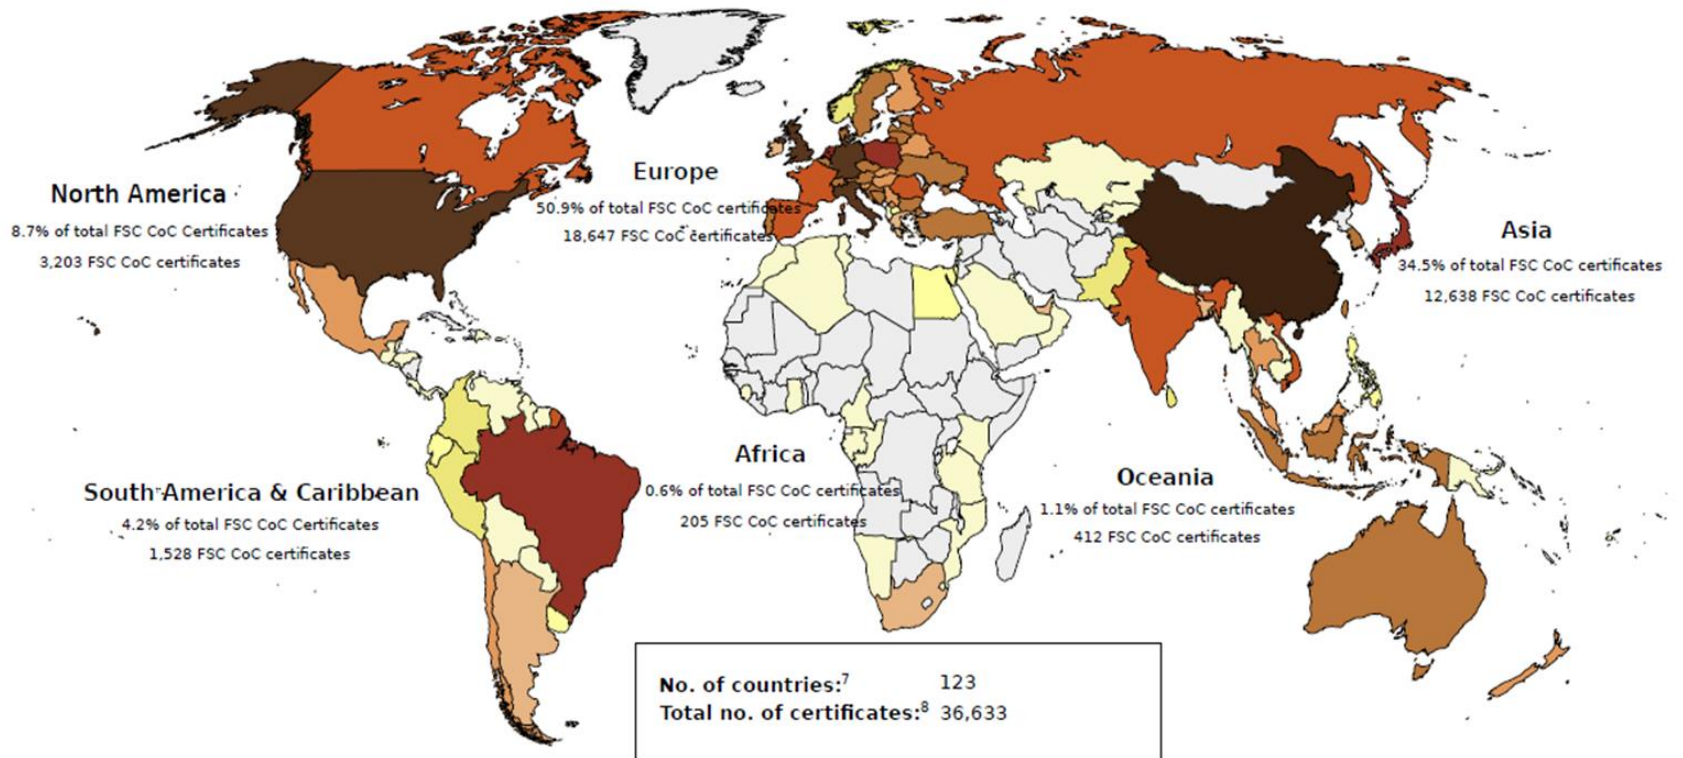 North America
8.7% of total FSC CoC Certificates
3,203 FSC CoC certificates
Europe
50.9% of total FSC CoC certificates
18,647 FSC CoC certificates
Asia
34.5% of total FSC CoC certificates
12,638 FSC CoC certificates
South America & Caribbean
4.2% of total FSC CoC Certificates
1,528 FSC CoC certificates
Africa
0.6% of total FSC CoC certificates
205 FSC CoC certificates
Oceania
1.1% of total FSC CoC certificates
412 FSC CoC certificates
No. of countries:⁷ 123
Total no. of certificates:⁸ 36,633